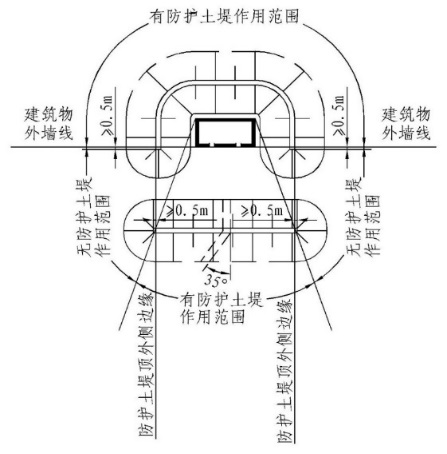 有防护土堤作用范围
建筑物
外墙线
≥0.5m
≥0.5m
建筑物
外墙线
无防护土堤
作用范围
≥0.5m
≥0.5m
无防护土堤
作用范围
35°
有防护土堤
作用范围
防护土堤顶外侧边缘
防护土堤顶外侧边缘